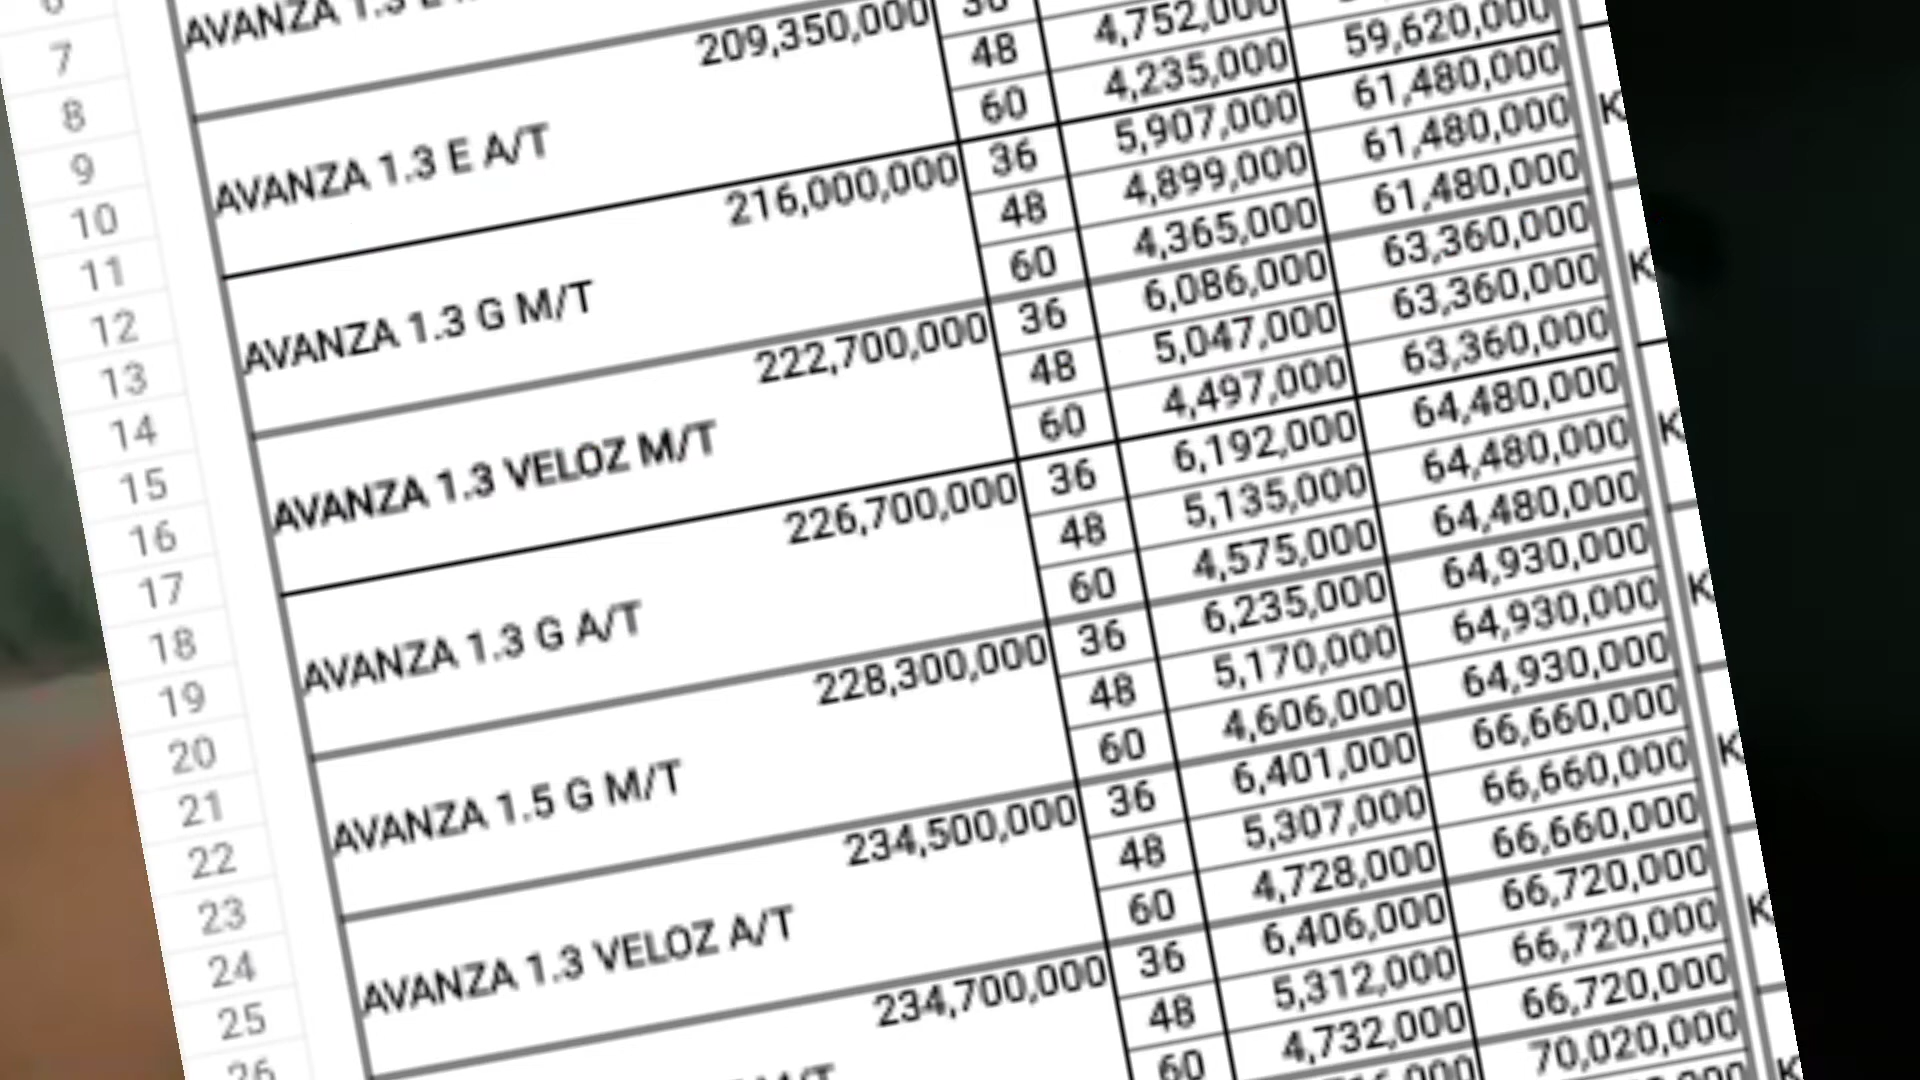 7 AVANZA 1.3 E
8
9 209,350,000
10 AVANZA 1.3 E A/T 48 4,752,000
11 60 4,235,000 59,620,000
12 216,000,000 36 5,907,000 61,480,000
13 AVANZA 1.3 G M/T 48 4,899,000 61,480,000
14 60 4,365,000 61,480,000
15 222,700,000 36 6,086,000 63,360,000
16 AVANZA 1.3 VELOZ M/T 48 5,047,000 63,360,000
17 60 4,497,000 63,360,000
18 226,700,000 36 6,192,000 64,480,000
19 AVANZA 1.3 G A/T 48 5,135,000 64,480,000
20 60 4,575,000 64,480,000
21 228,300,000 36 6,235,000 64,930,000
22 AVANZA 1.5 G M/T 48 5,170,000 64,930,000
23 60 4,606,000 64,930,000
24 234,500,000 36 6,401,000 66,660,000
25 AVANZA 1.3 VELOZ A/T 48 5,307,000 66,660,000
26 60 4,728,000 66,660,000
234,700,000 36 6,406,000 66,720,000
48 5,312,000 66,720,000
60 4,732,000 66,720,000
70,020,000